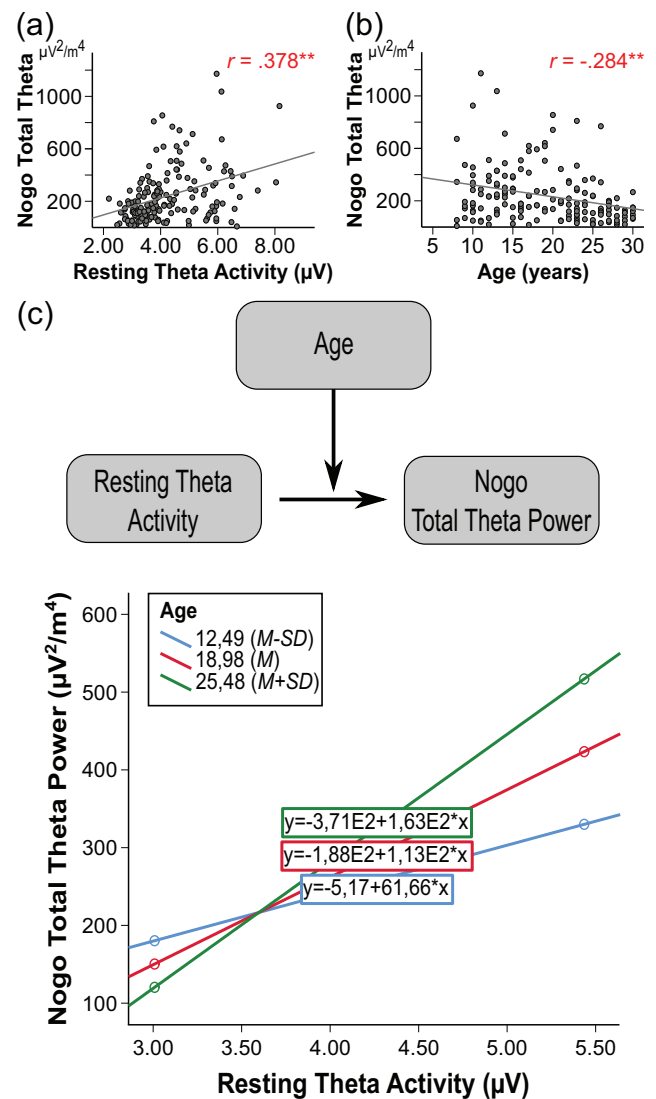 (a)
µV²/m⁴
r = .378**
Nogo Total Theta
1000
600
200
2.00 4.00 6.00 8.00
Resting Theta Activity (µV)
(b)
µV²/m⁴
r = -.284**
Nogo Total Theta
1000
600
200
5 10 15 20 25 30
Age (years)
(c)
Age
Resting Theta
Activity
Nogo
Total Theta Power
Nogo Total Theta Power (µV²/m⁴)
600
500
400
300
200
100
Age
12,49 (M-SD)
18,98 (M)
25,48 (M+SD)
y=-3,71E2+1,63E2*x
y=-1,88E2+1,13E2*x
y=-5,17+61,66*x
3.00 3.50 4.00 4.50 5.00 5.50
Resting Theta Activity (µV)